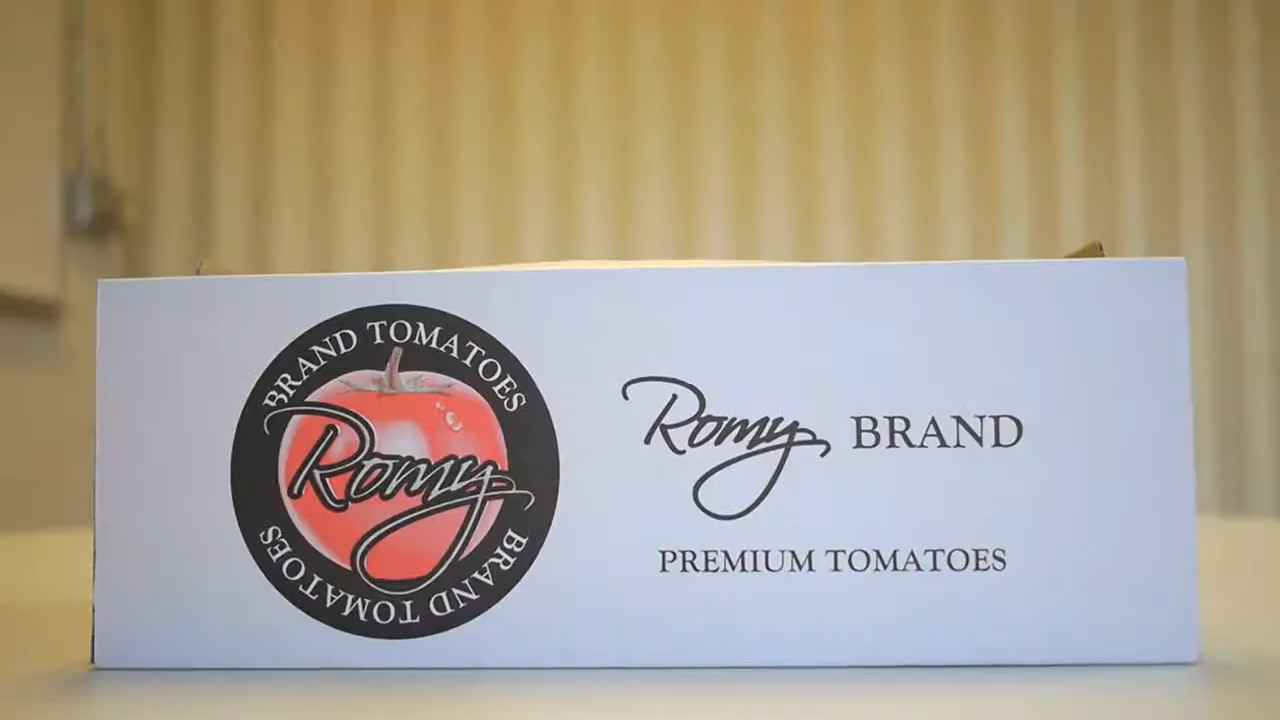 BRAND TOMATOES
Romy
BRAND TOMATOES
Romy BRAND
PREMIUM TOMATOES